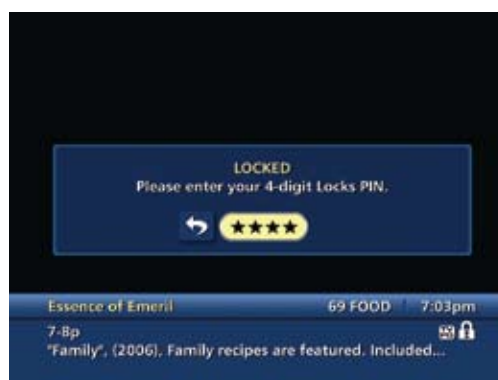 LOCKED
Please enter your 4-digit Locks PIN.
★★★★
Essence of Emeril 69 FOOD 7:03pm
7-8p
"Family", (2006), Family recipes are featured. Included...